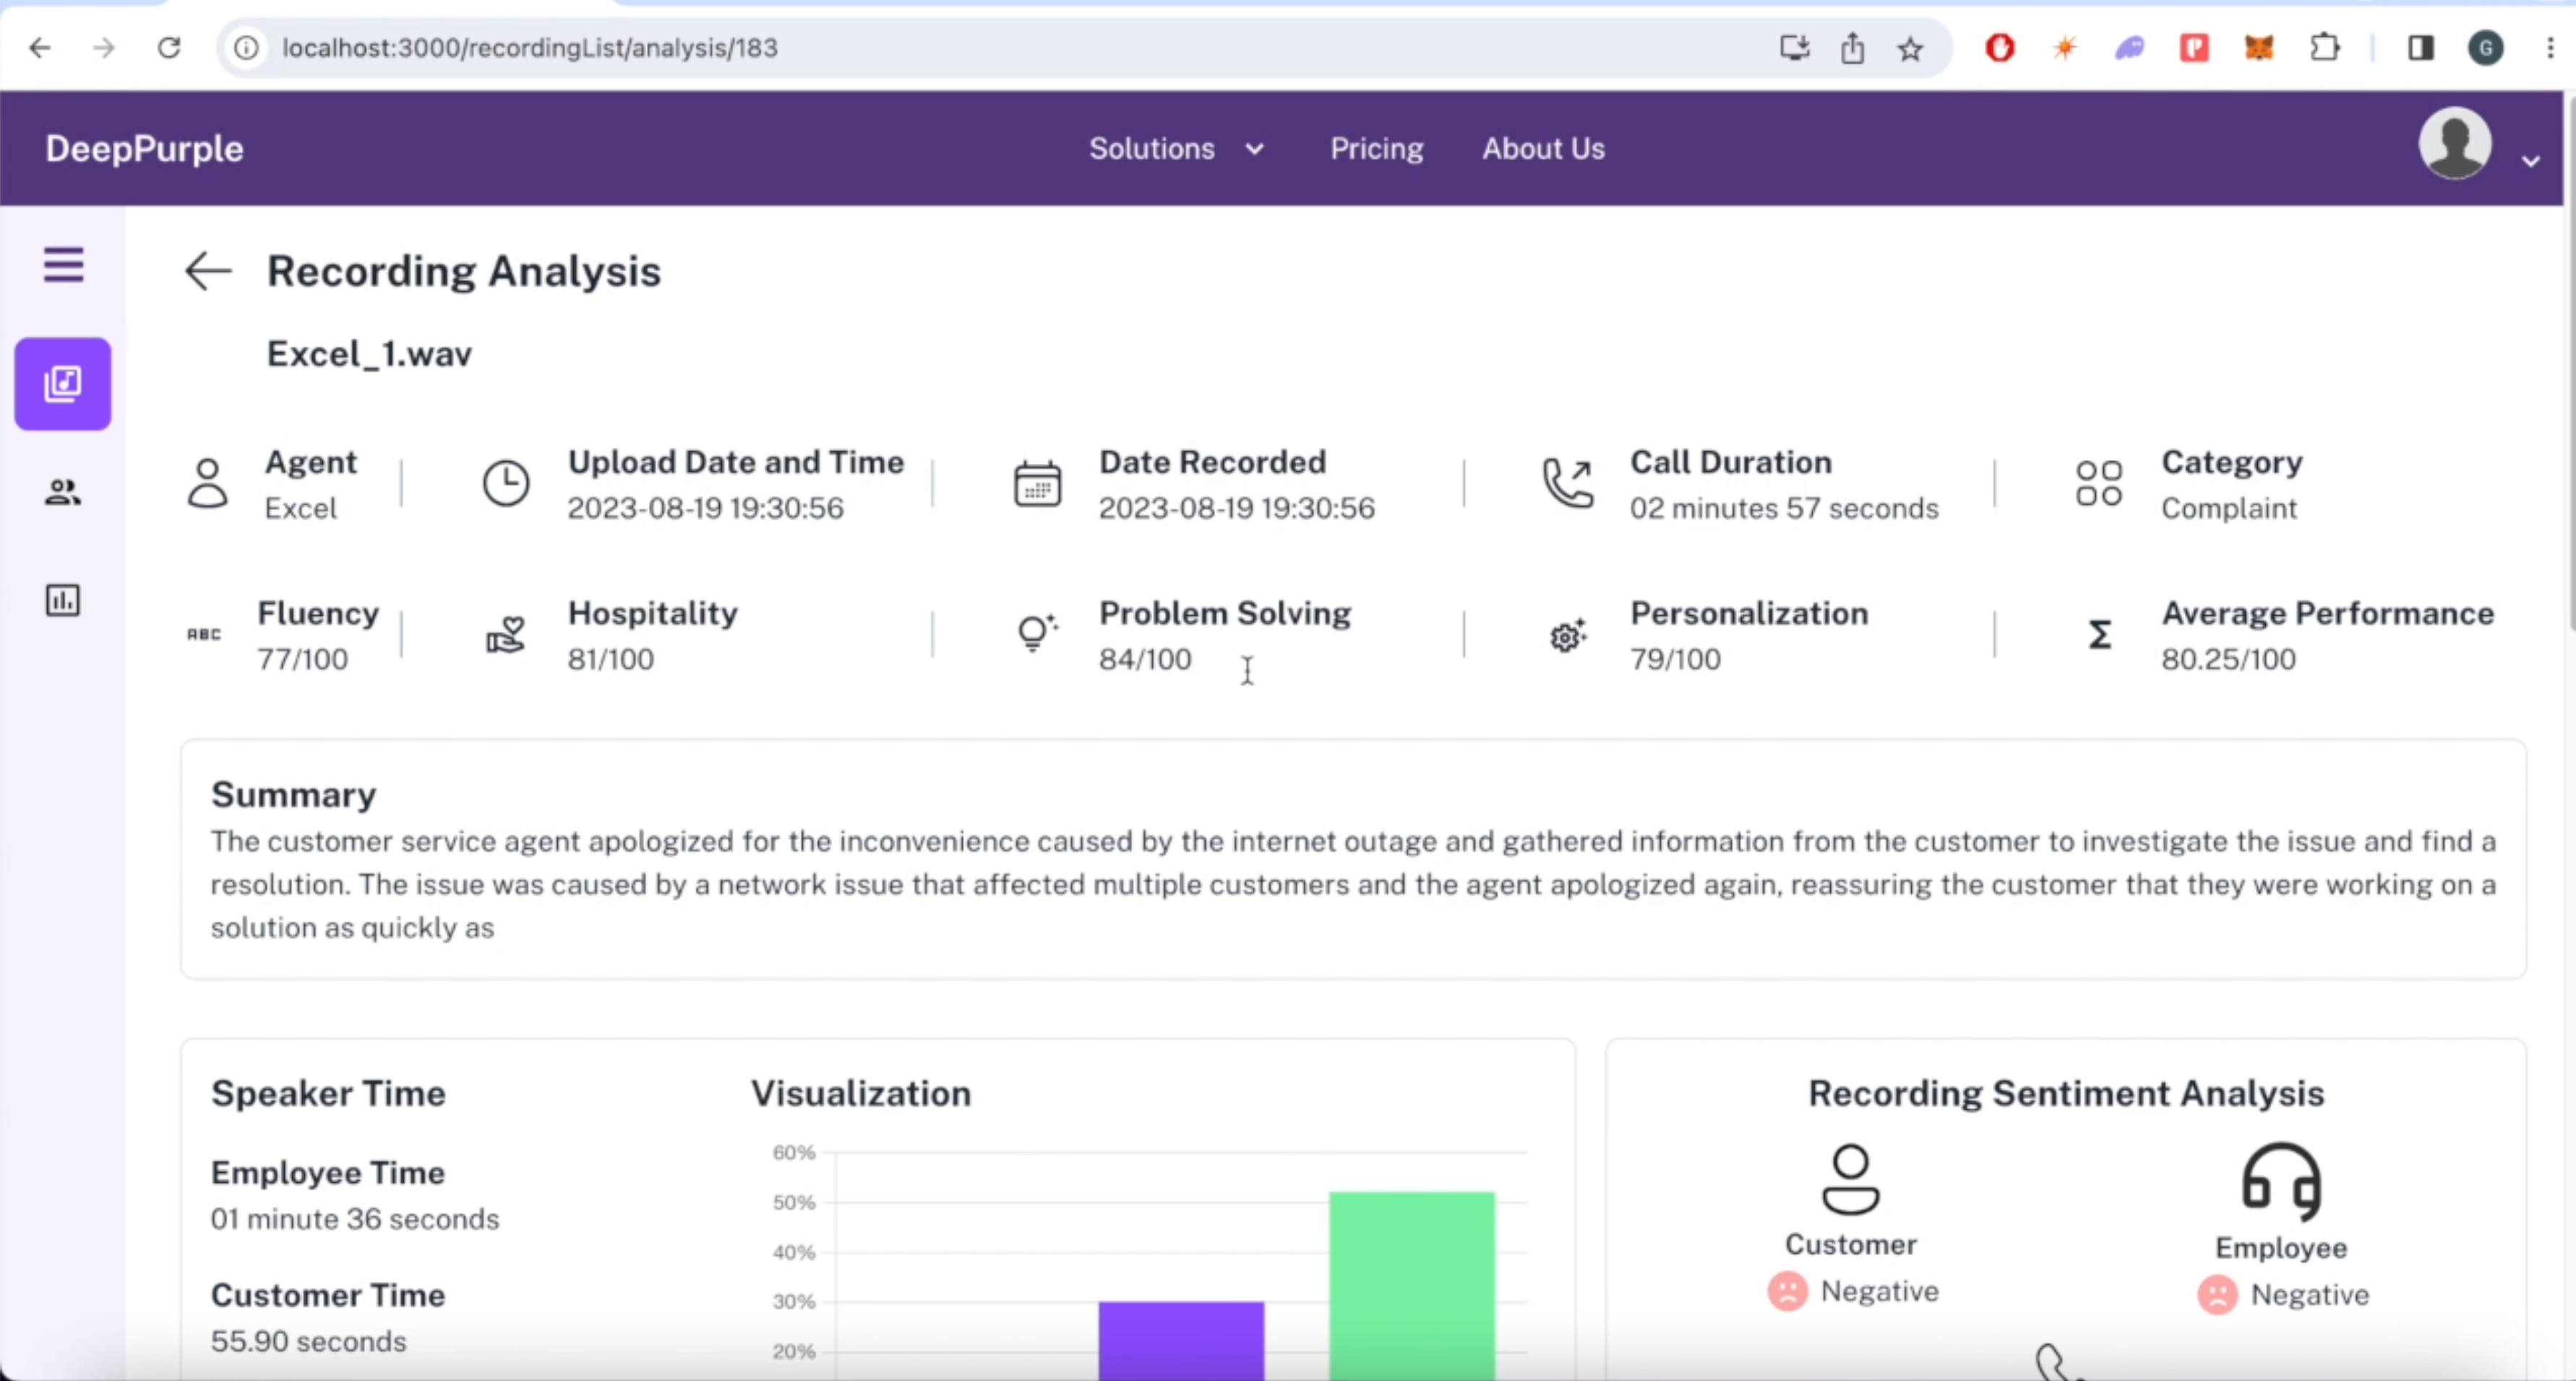 localhost:3000/recordingList/analysis/183
G
DeepPurple
Solutions
Pricing
About Us
Recording Analysis
Excel_1.wav
Agent
Excel
Upload Date and Time
2023-08-19 19:30:56
Date Recorded
2023-08-19 19:30:56
Call Duration
02 minutes 57 seconds
Category
Complaint
ABC
Fluency
77/100
Hospitality
81/100
Problem Solving
84/100
Personalization
79/100
Σ
Average Performance
80.25/100
Summary
The customer service agent apologized for the inconvenience caused by the internet outage and gathered information from the customer to investigate the issue and find a
resolution. The issue was caused by a network issue that affected multiple customers and the agent apologized again, reassuring the customer that they were working on a
solution as quickly as
Speaker Time
Employee Time
01 minute 36 seconds
Customer Time
55.90 seconds
Visualization
60%
50%
40%
30%
20%
Recording Sentiment Analysis
Customer
Negative
Employee
Negative